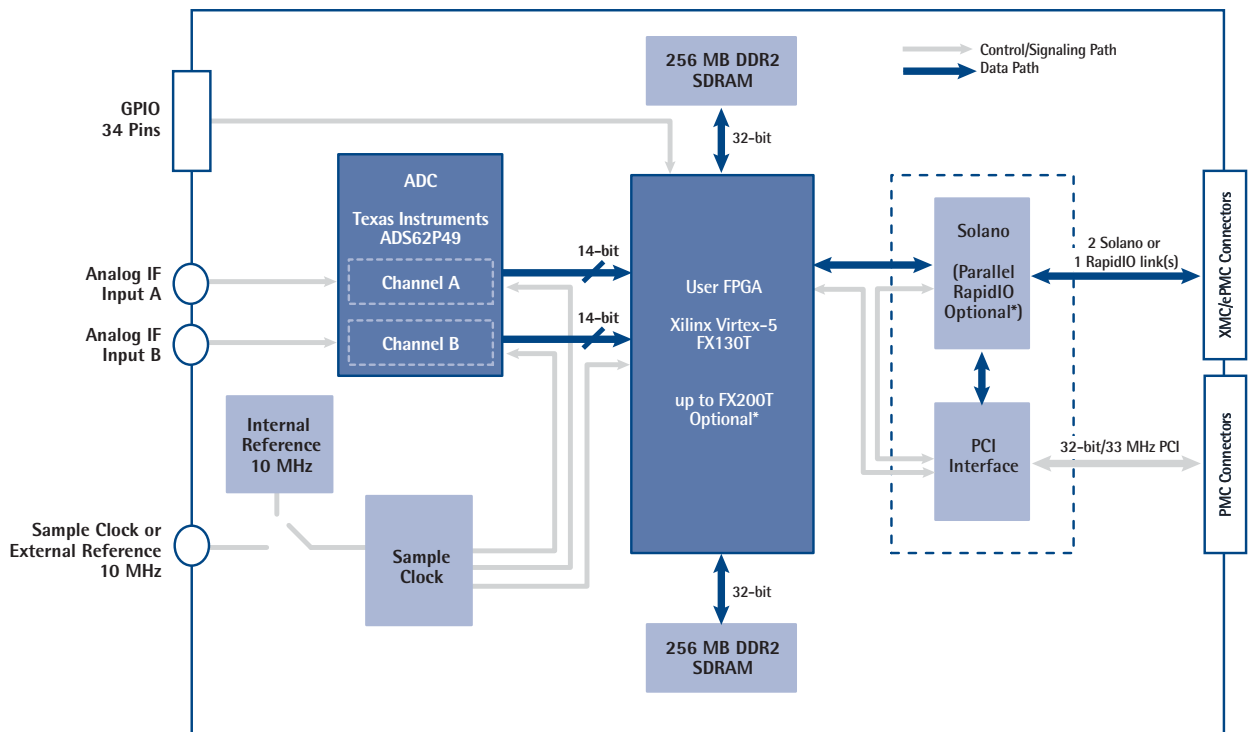 256 MB DDR2
SDRAM
Control/Signaling Path
Data Path
GPIO
34 Pins
32-bit
ADC
Texas Instruments
ADS62P49
Channel A
Channel B
14-bit
14-bit
Analog IF
Input A
Analog IF
Input B
User FPGA
Xilinx Virtex-5
FX130T
up to FX200T
Optional*
Solano
(Parallel
RapidIO
Optional*)
2 Solano or
1 RapidIO link(s)
XMC/ePMC Connectors
PCI
Interface
32-bit/33 MHz PCI
PMC Connectors
Internal
Reference
10 MHz
Sample Clock or
External Reference
10 MHz
Sample
Clock
32-bit
256 MB DDR2
SDRAM